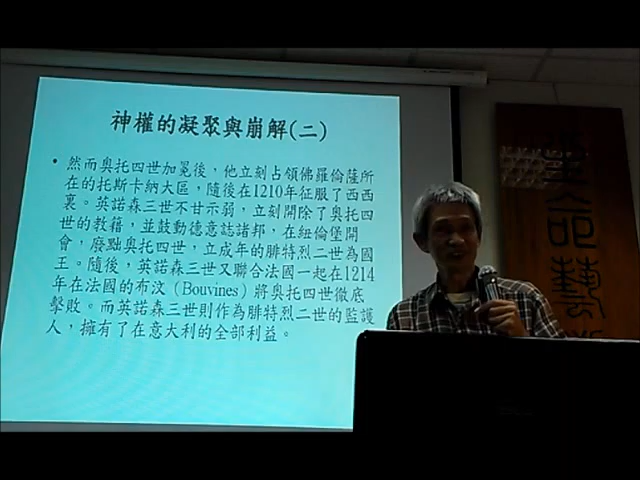 神權的凝聚與崩解(二)
• 然而奧托四世加冕後，他立刻占領佛羅倫薩所
在的托斯卡納大區，隨後在1210年征服了西西
裏。英諾森三世不甘示弱，立刻開除了奧托四
世的教籍，並鼓動德意誌諸邦，在紐倫堡開
會，廢黜奧托四世，立成年的腓特烈二世為國
王。隨後，英諾森三世又聯合法國一起在1214
年在法國的布汶（Bouvines）將奧托四世徹底
擊敗。而英諾森三世則作為腓特烈二世的監護
人，擁有了在意大利的全部利益。